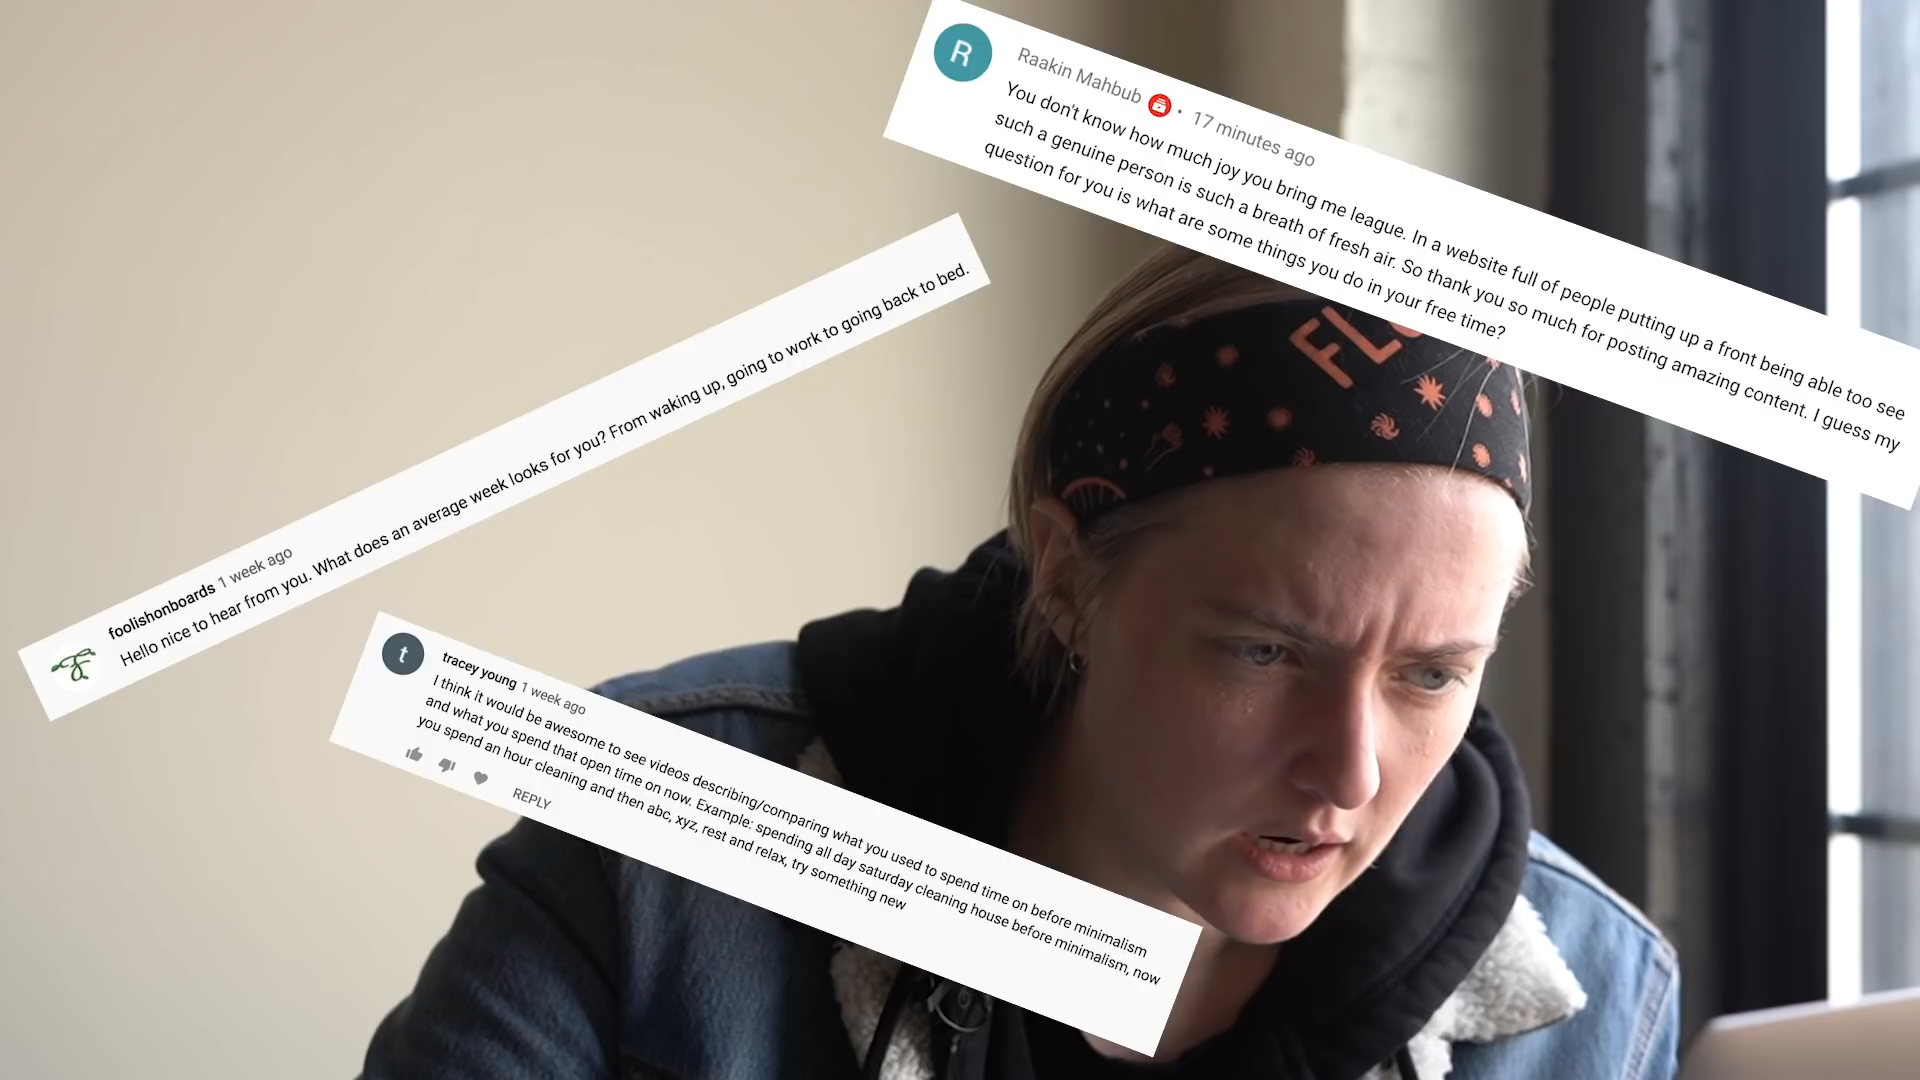 Raakin Mahbub • 17 minutes ago
You don't know how much joy you bring me league. In a website full of people putting up a front being able too see
such a genuine person is such a breath of fresh air. So thank you so much for posting amazing content. I guess my
question for you is what are some things you do in your free time?
foolishonboards 1 week ago
Hello nice to hear from you. What does an average week looks for you? From waking up, going to work to going back to bed.
tracey young 1 week ago
I think it would be awesome to see videos describing/comparing what you used to spend time on before minimalism
and what you spend that open time on now. Example: spending all day saturday cleaning house before minimalism, now
you spend an hour cleaning and then abc, xyz, rest and relax, try something new
REPLY